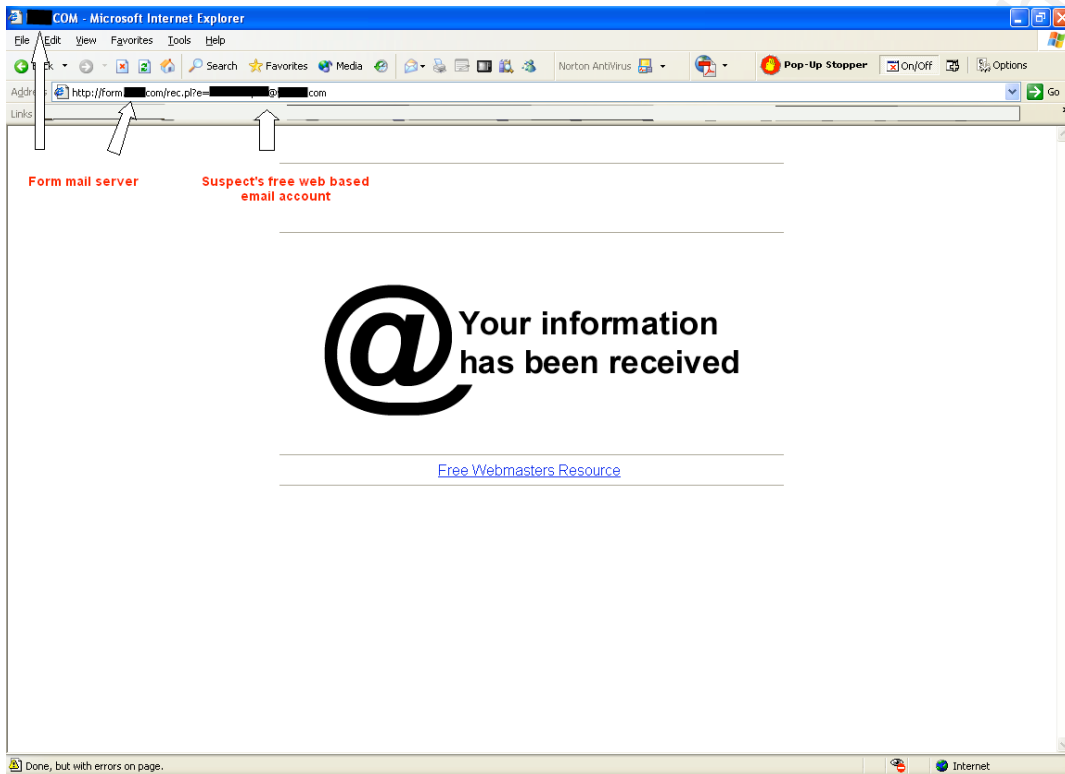 COM - Microsoft Internet Explorer
File Edit View Favorites Tools Help
Search Favorites Media Norton AntiVirus Pop-Up Stopper On/Off Options
http://form. com/rec.pl?e= @ com Go
Links
Form mail server
Suspect's free web based
email account
@ Your information
has been received
Free Webmasters Resource
Done, but with errors on page. Internet